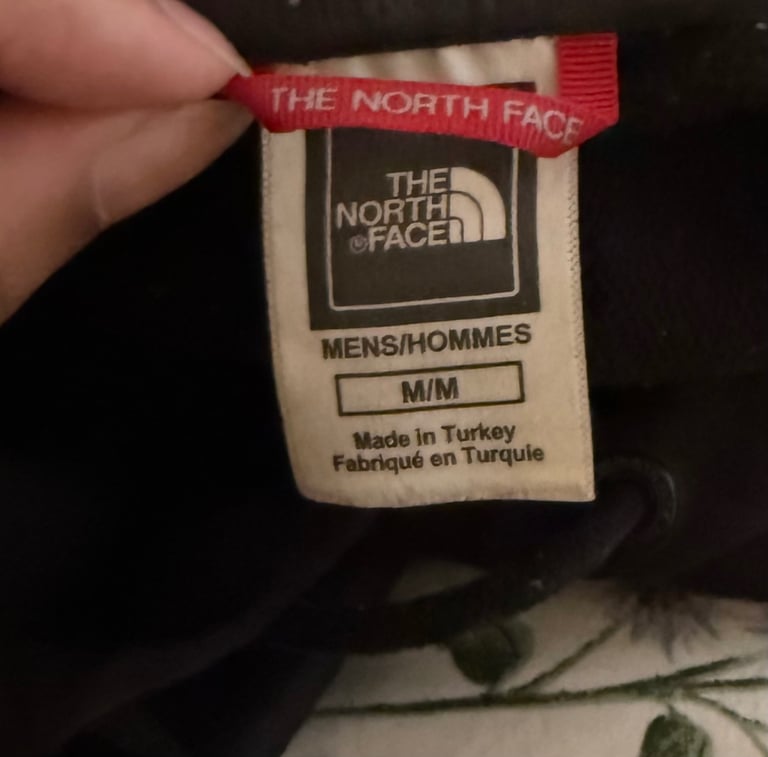 THE NORTH FACE
THE
NORTH
FACE
MENS/HOMMES
M/M
Made in Turkey
Fabriqué en Turquie